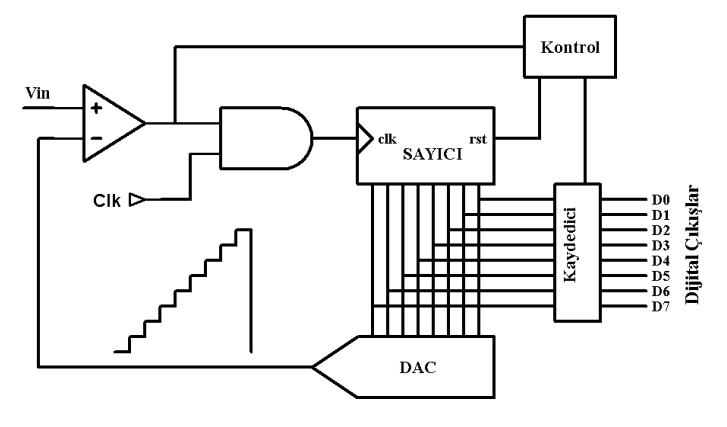 Kontrol
Vin
+
-
clk
rst
SAYICI
Clk
Kaydedici
D0
D1
D2
D3
D4
D5
D6
D7
Dijital Çıkışlar
DAC